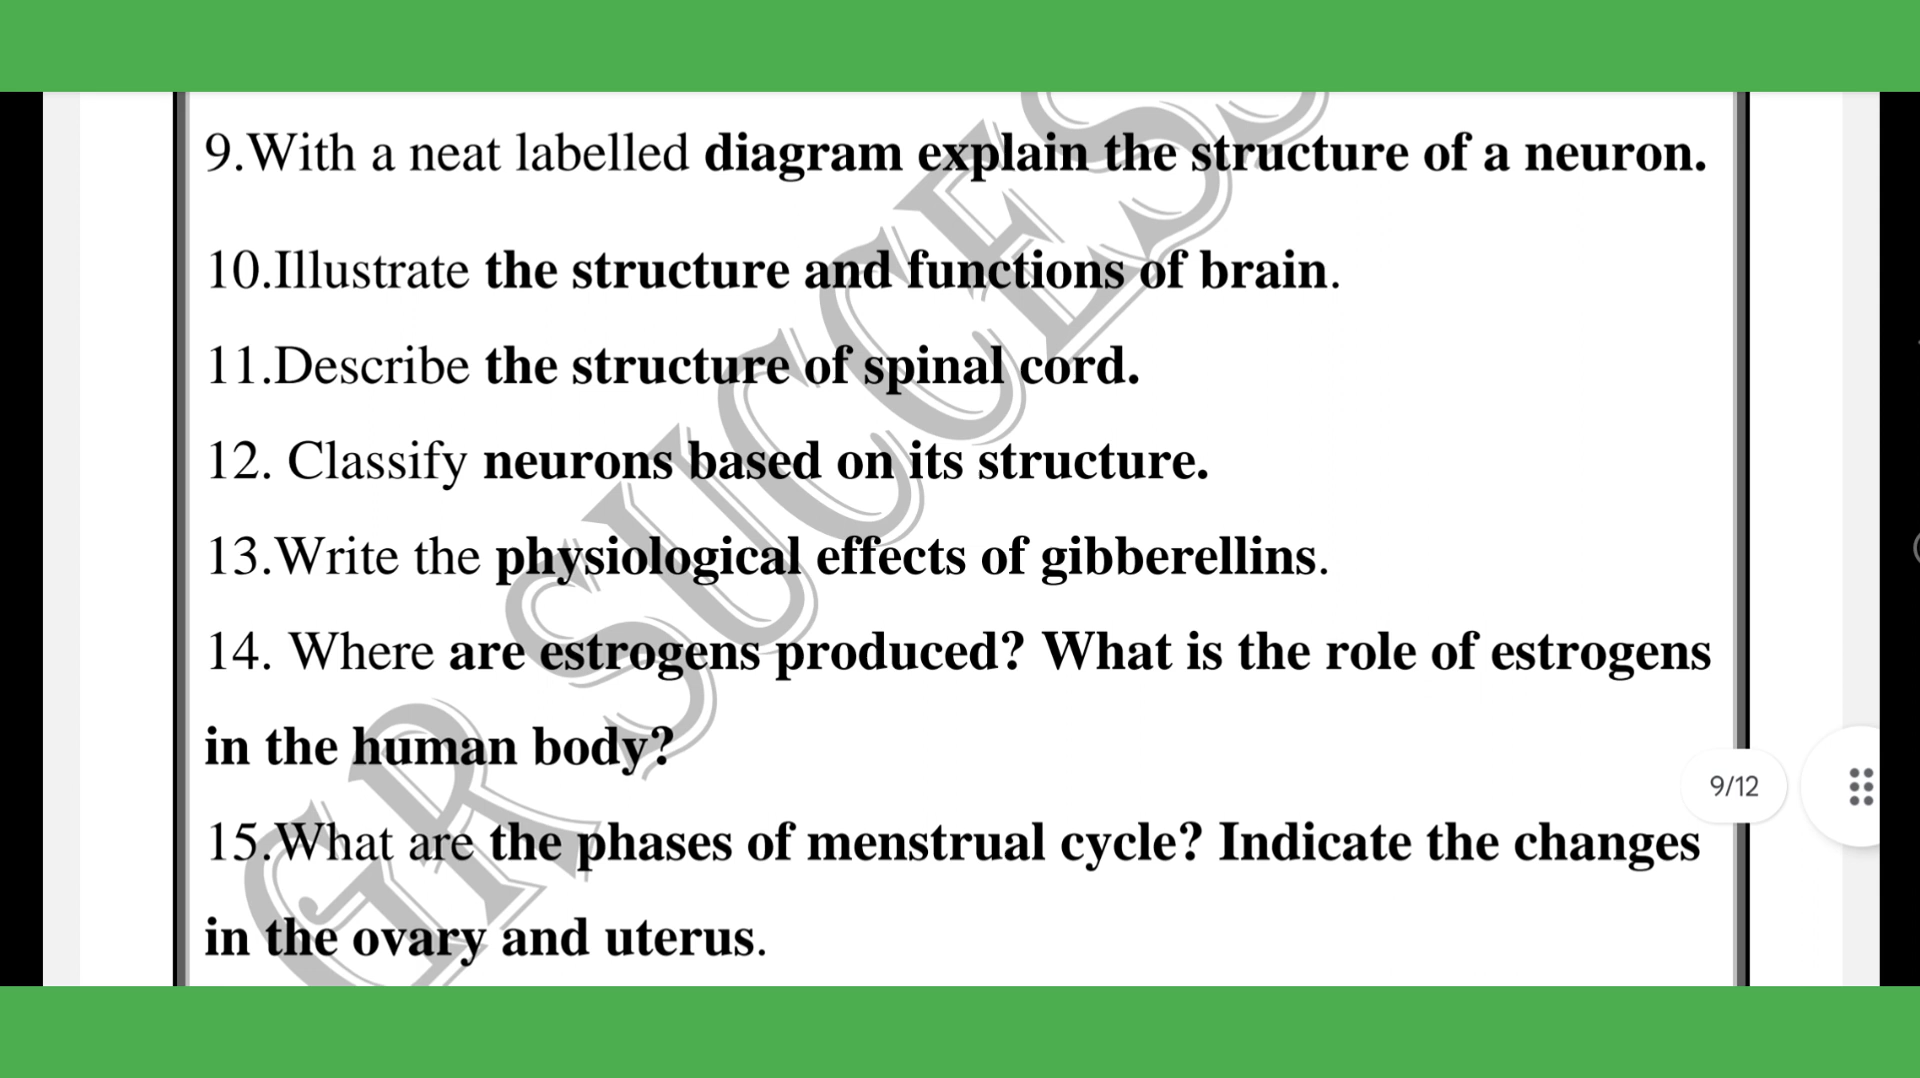 9.With a neat labelled diagram explain the structure of a neuron.
10.Illustrate the structure and functions of brain.
11.Describe the structure of spinal cord.
12. Classify neurons based on its structure.
13.Write the physiological effects of gibberellins.
14. Where are estrogens produced? What is the role of estrogens
in the human body?
9/12
15.What are the phases of menstrual cycle? Indicate the changes
in the ovary and uterus.
GR SUCCESS